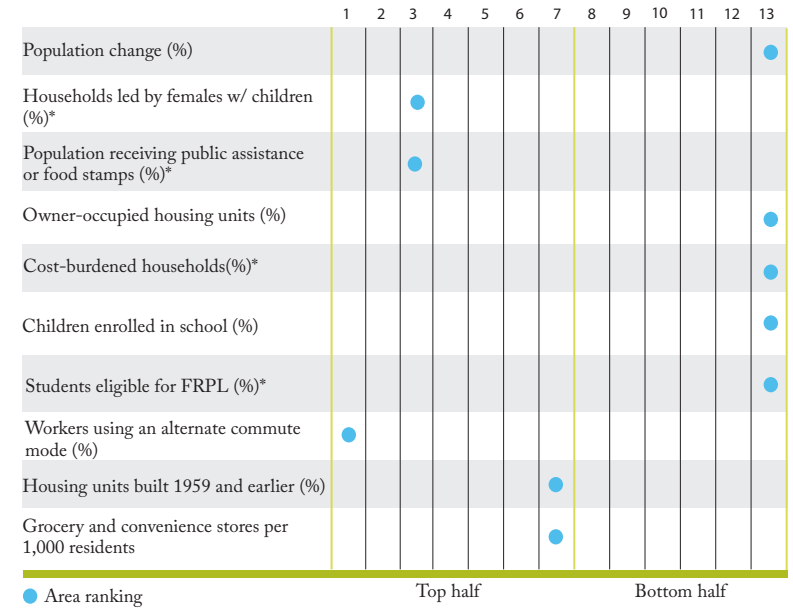 1 2 3 4 5 6 7 8 9 10 11 12 13
Population change (%)
Households led by females w/ children
(%)*
Population receiving public assistance
or food stamps (%)*
Owner-occupied housing units (%)
Cost-burdened households(%)*
Children enrolled in school (%)
Students eligible for FRPL (%)*
Workers using an alternate commute
mode (%)
Housing units built 1959 and earlier (%)
Grocery and convenience stores per
1,000 residents
Area ranking Top half Bottom half